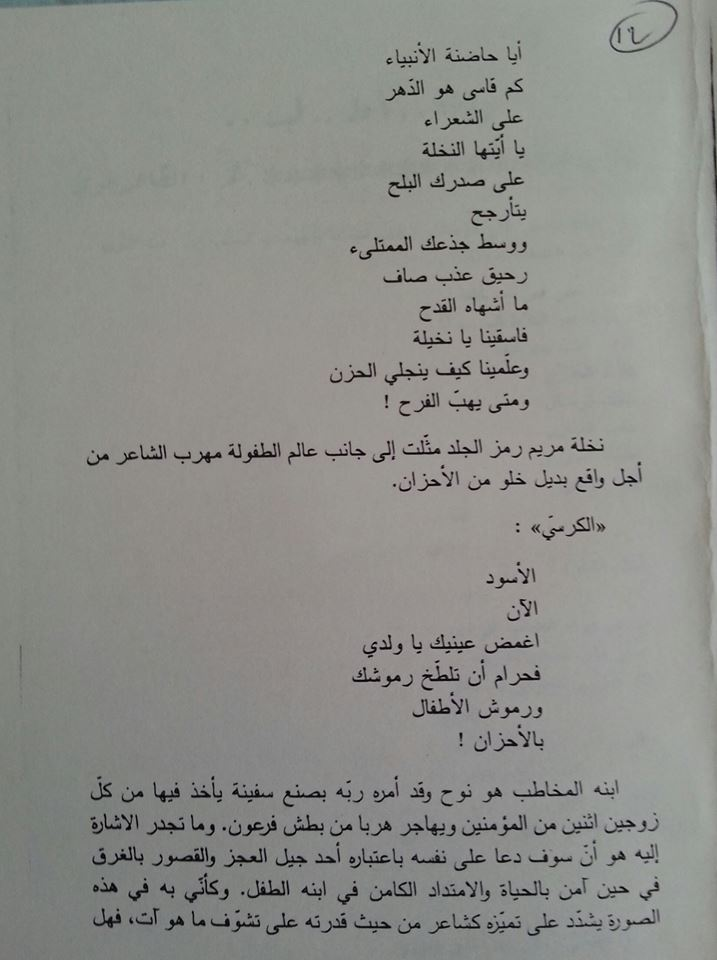 ١٤
أيا حاضنة الأنبياء
كم قاسى هو الدّهر
على الشعراء
يا أيّتها النخلة
على صدرك البلح
يتأرجح
ووسط جذعك الممتلىء
رحيق عذب صاف
ما أشهاه القدح
فاسقينا يا نخيلة
وعلّمينا كيف ينجلي الحزن
ومتى يهبّ الفرح !
نخلة مريم رمز الجلد مثّلت إلى جانب عالم الطفولة مهرب الشاعر من
أجل واقع بديل خلو من الأحزان.
«الكرسيّ» :
الأسود
الآن
اغمض عينيك يا ولدي
فحرام أن تلطّخ رموشك
ورموش الأطفال
بالأحزان !
ابنه المخاطب هو نوح وقد أمره ربّه بصنع سفينة يأخذ فيها من كلّ
زوجين اثنين من المؤمنين ويهاجر هربا من بطش فرعون. وما تجدر الاشارة
إليه هو أنّ سوف دعا على نفسه باعتباره أحد جيل العجز والقصور بالغرق
في حين آمن بالحياة والامتداد الكامن في ابنه الطفل. وكأنّي به في هذه
الصورة يشدّد على تميّزه كشاعر من حيث قدرته على تشوّف ما هو آت، فهل